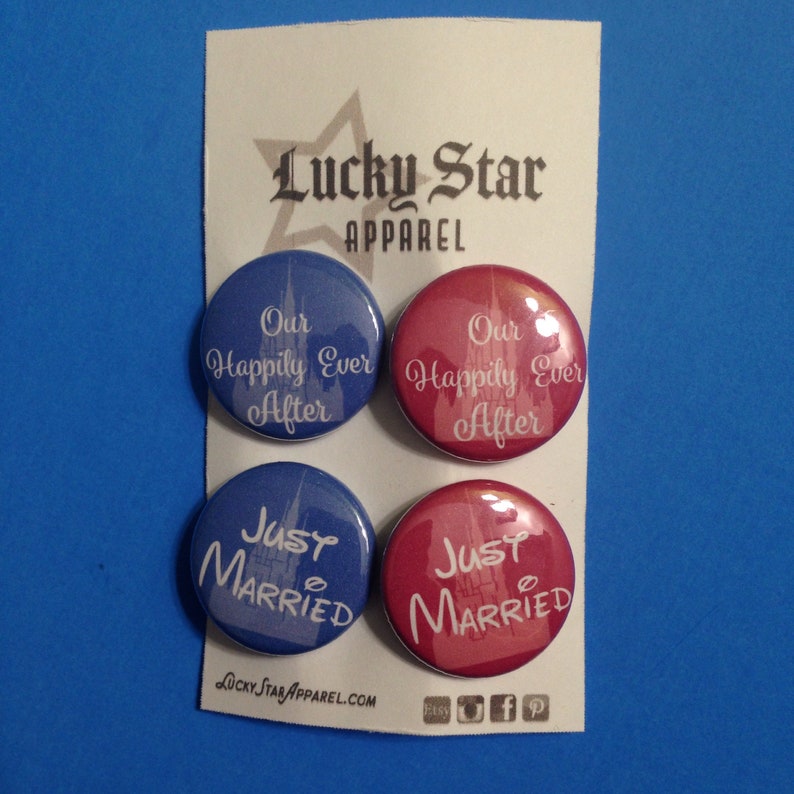 Lucky Star
APPAREL
Our
Happily Ever
After
Our
Happily Ever
After
Just
Married
Just
Married
LuckyStarApparel.com
Etsy